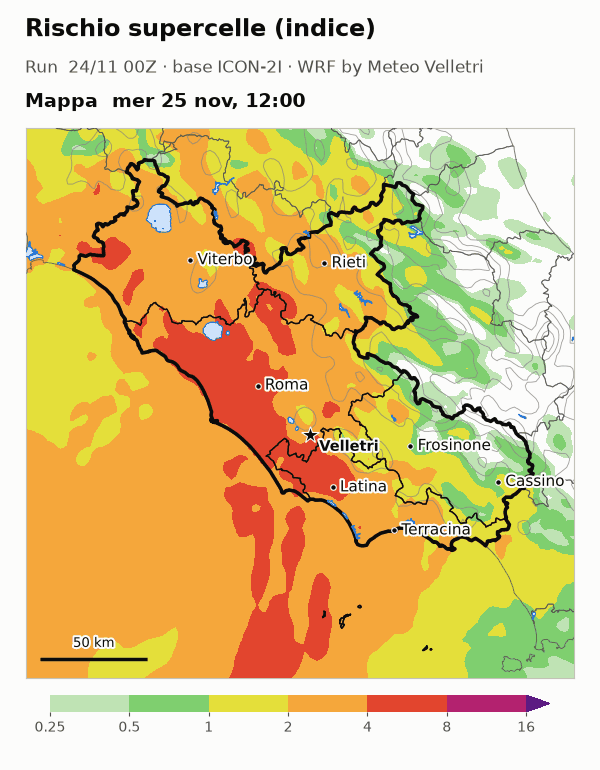 Rischio supercelle (indice)
Run  24/11 00Z · base ICON-2I · WRF by Meteo Velletri
Mappa  mer 25 nov, 12:00
Viterbo
Rieti
Roma
Velletri
Frosinone
Latina
Cassino
Terracina
50 km
0.25 0.5 1 2 4 8 16